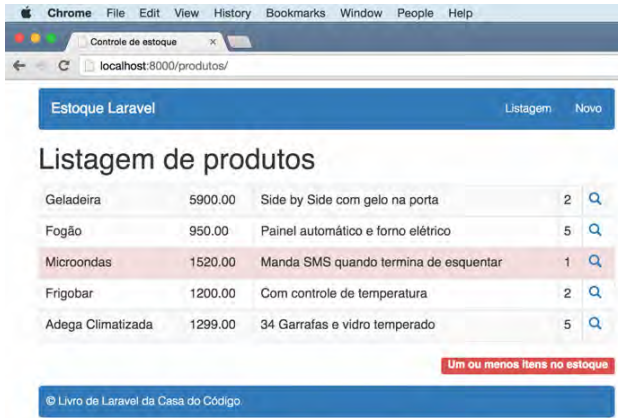 Chrome File Edit View History Bookmarks Window People Help
Controle de estoque
localhost:8000/produtos/
Estoque Laravel Listagem Novo
Listagem de produtos
Geladeira 5900.00 Side by Side com gelo na porta 2
Fogão 950.00 Painel automático e forno elétrico 5
Microondas 1520.00 Manda SMS quando termina de esquentar 1
Frigobar 1200.00 Com controle de temperatura 2
Adega Climatizada 1299.00 34 Garrafas e vidro temperado 5
Um ou menos itens no estoque
© Livro de Laravel da Casa do Código.